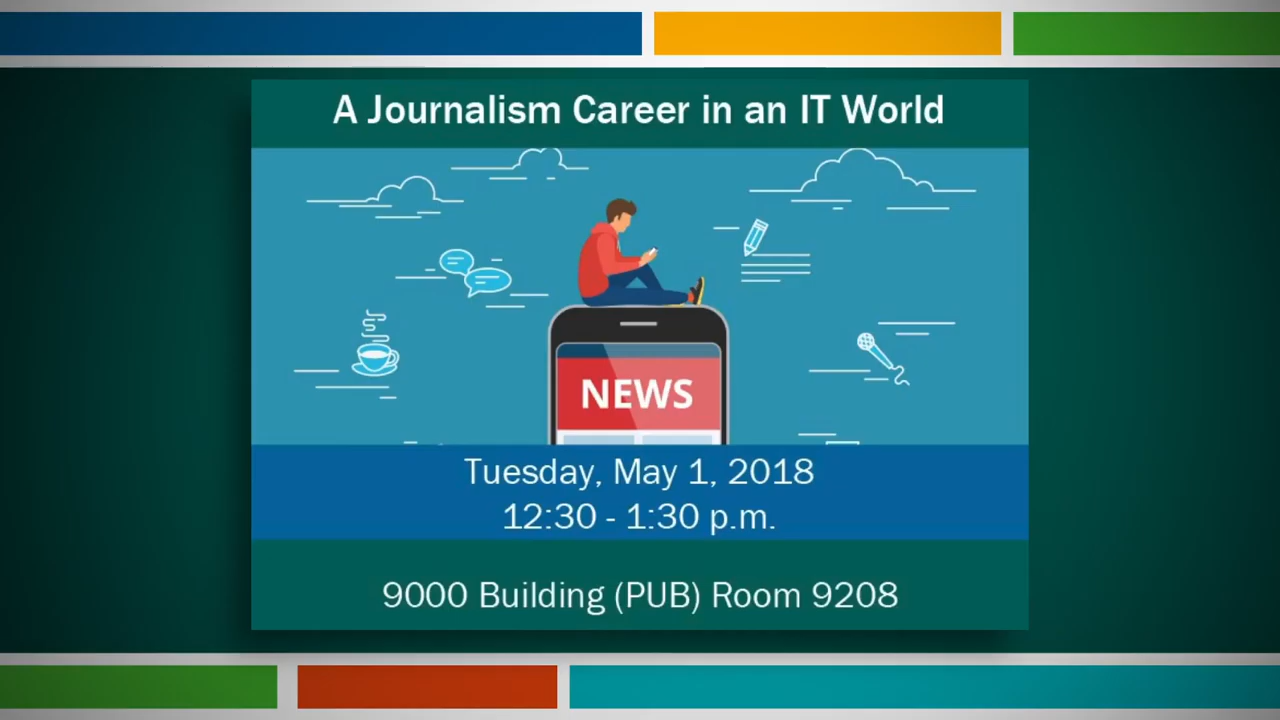 A Journalism Career in an IT World
NEWS
Tuesday, May 1, 2018
12:30 - 1:30 p.m.
9000 Building (PUB) Room 9208